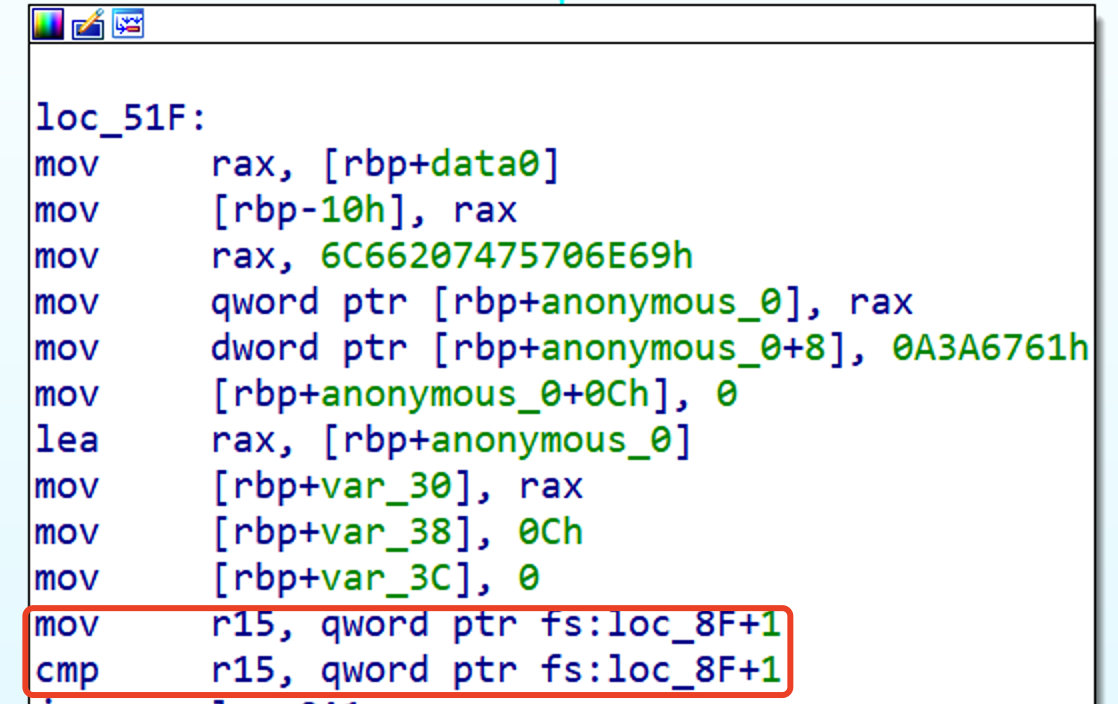 loc_51F:
mov rax, [rbp+data0]
mov [rbp-10h], rax
mov rax, 6C66207475706E69h
mov qword ptr [rbp+anonymous_0], rax
mov dword ptr [rbp+anonymous_0+8], 0A3A6761h
mov [rbp+anonymous_0+0Ch], 0
lea rax, [rbp+anonymous_0]
mov [rbp+var_30], rax
mov [rbp+var_38], 0Ch
mov [rbp+var_3C], 0
mov r15, qword ptr fs:loc_8F+1
cmp r15, qword ptr fs:loc_8F+1